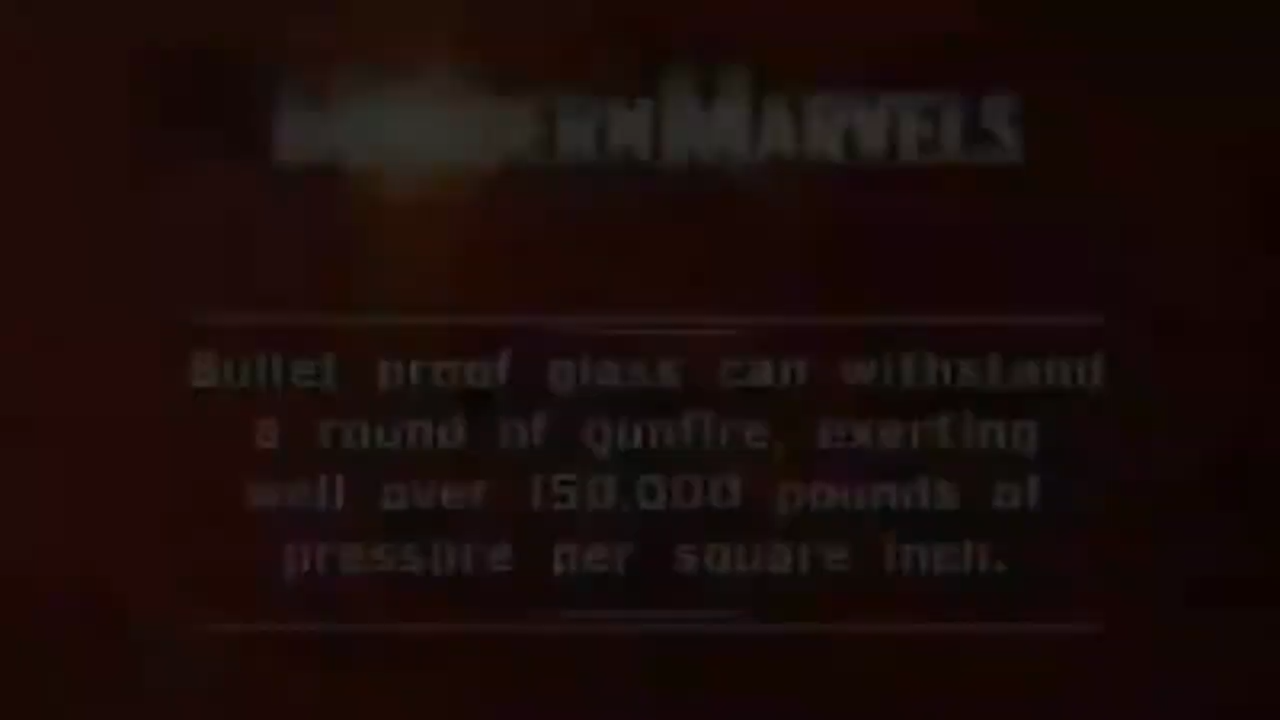 MODERN MARVELS
Bullet proof glass can withstand
a round of gunfire, exerting
well over 150,000 pounds of
pressure per square inch.